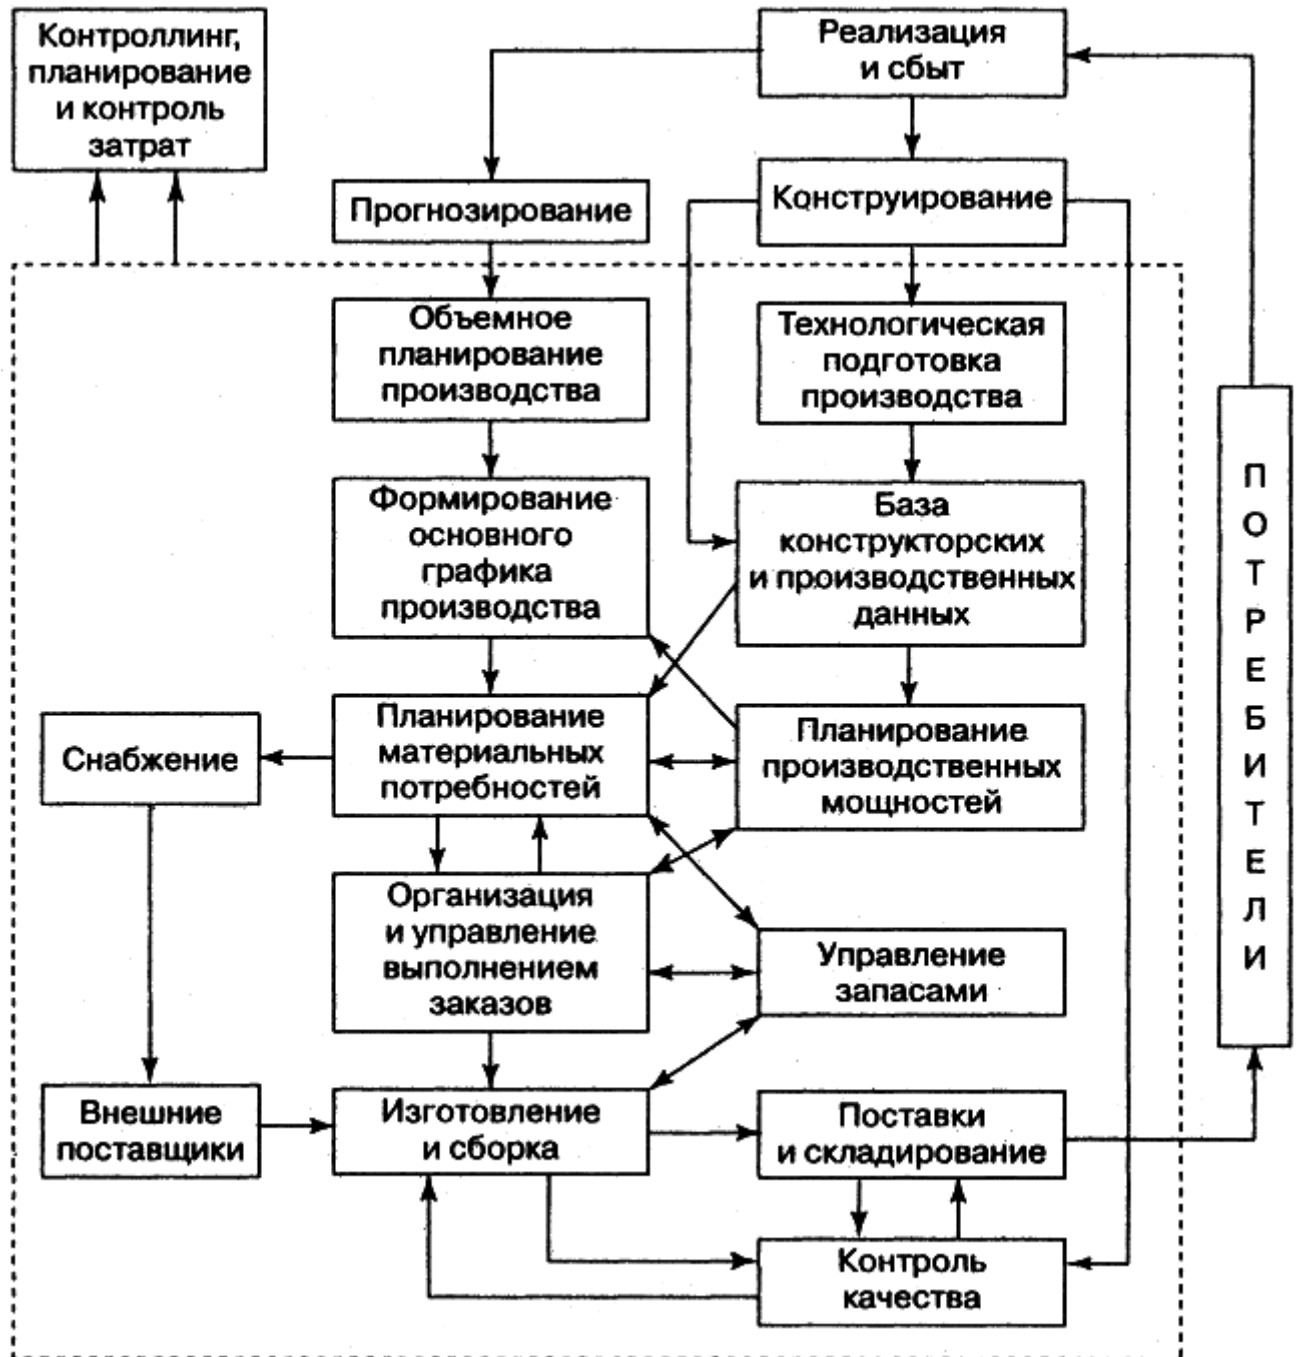 Контроллинг,
планирование
и контроль
затрат
Реализация
и сбыт
Прогнозирование
Конструирование
Объемное
планирование
производства
Технологическая
подготовка
производства
Формирование
основного
графика
производства
База
конструкторских
и производственных
данных
ПОТРЕБИТЕЛИ
Снабжение
Планирование
материальных
потребностей
Планирование
производственных
мощностей
Организация
и управление
выполнением
заказов
Управление
запасами
Внешние
поставщики
Изготовление
и сборка
Поставки
и складирование
Контроль
качества